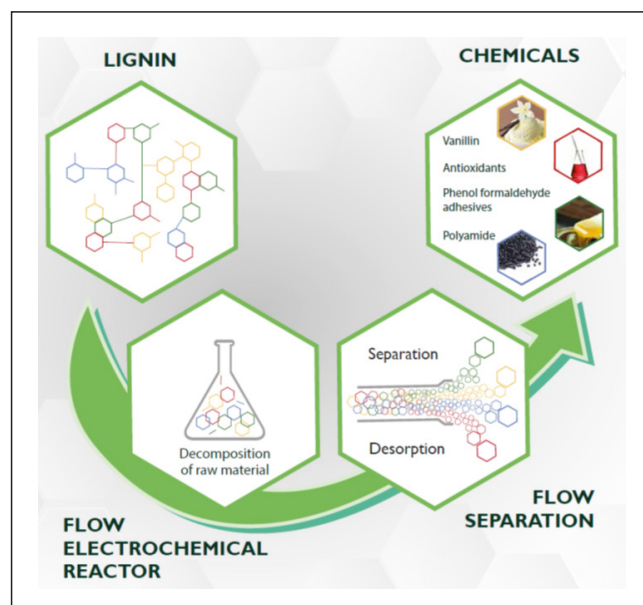 LIGNIN
CHEMICALS
Vanillin
Antioxidants
Phenol formaldehyde
adhesives
Polyamide
Decomposition
of raw material
Separation
Desorption
FLOW
ELECTROCHEMICAL
REACTOR
FLOW
SEPARATION